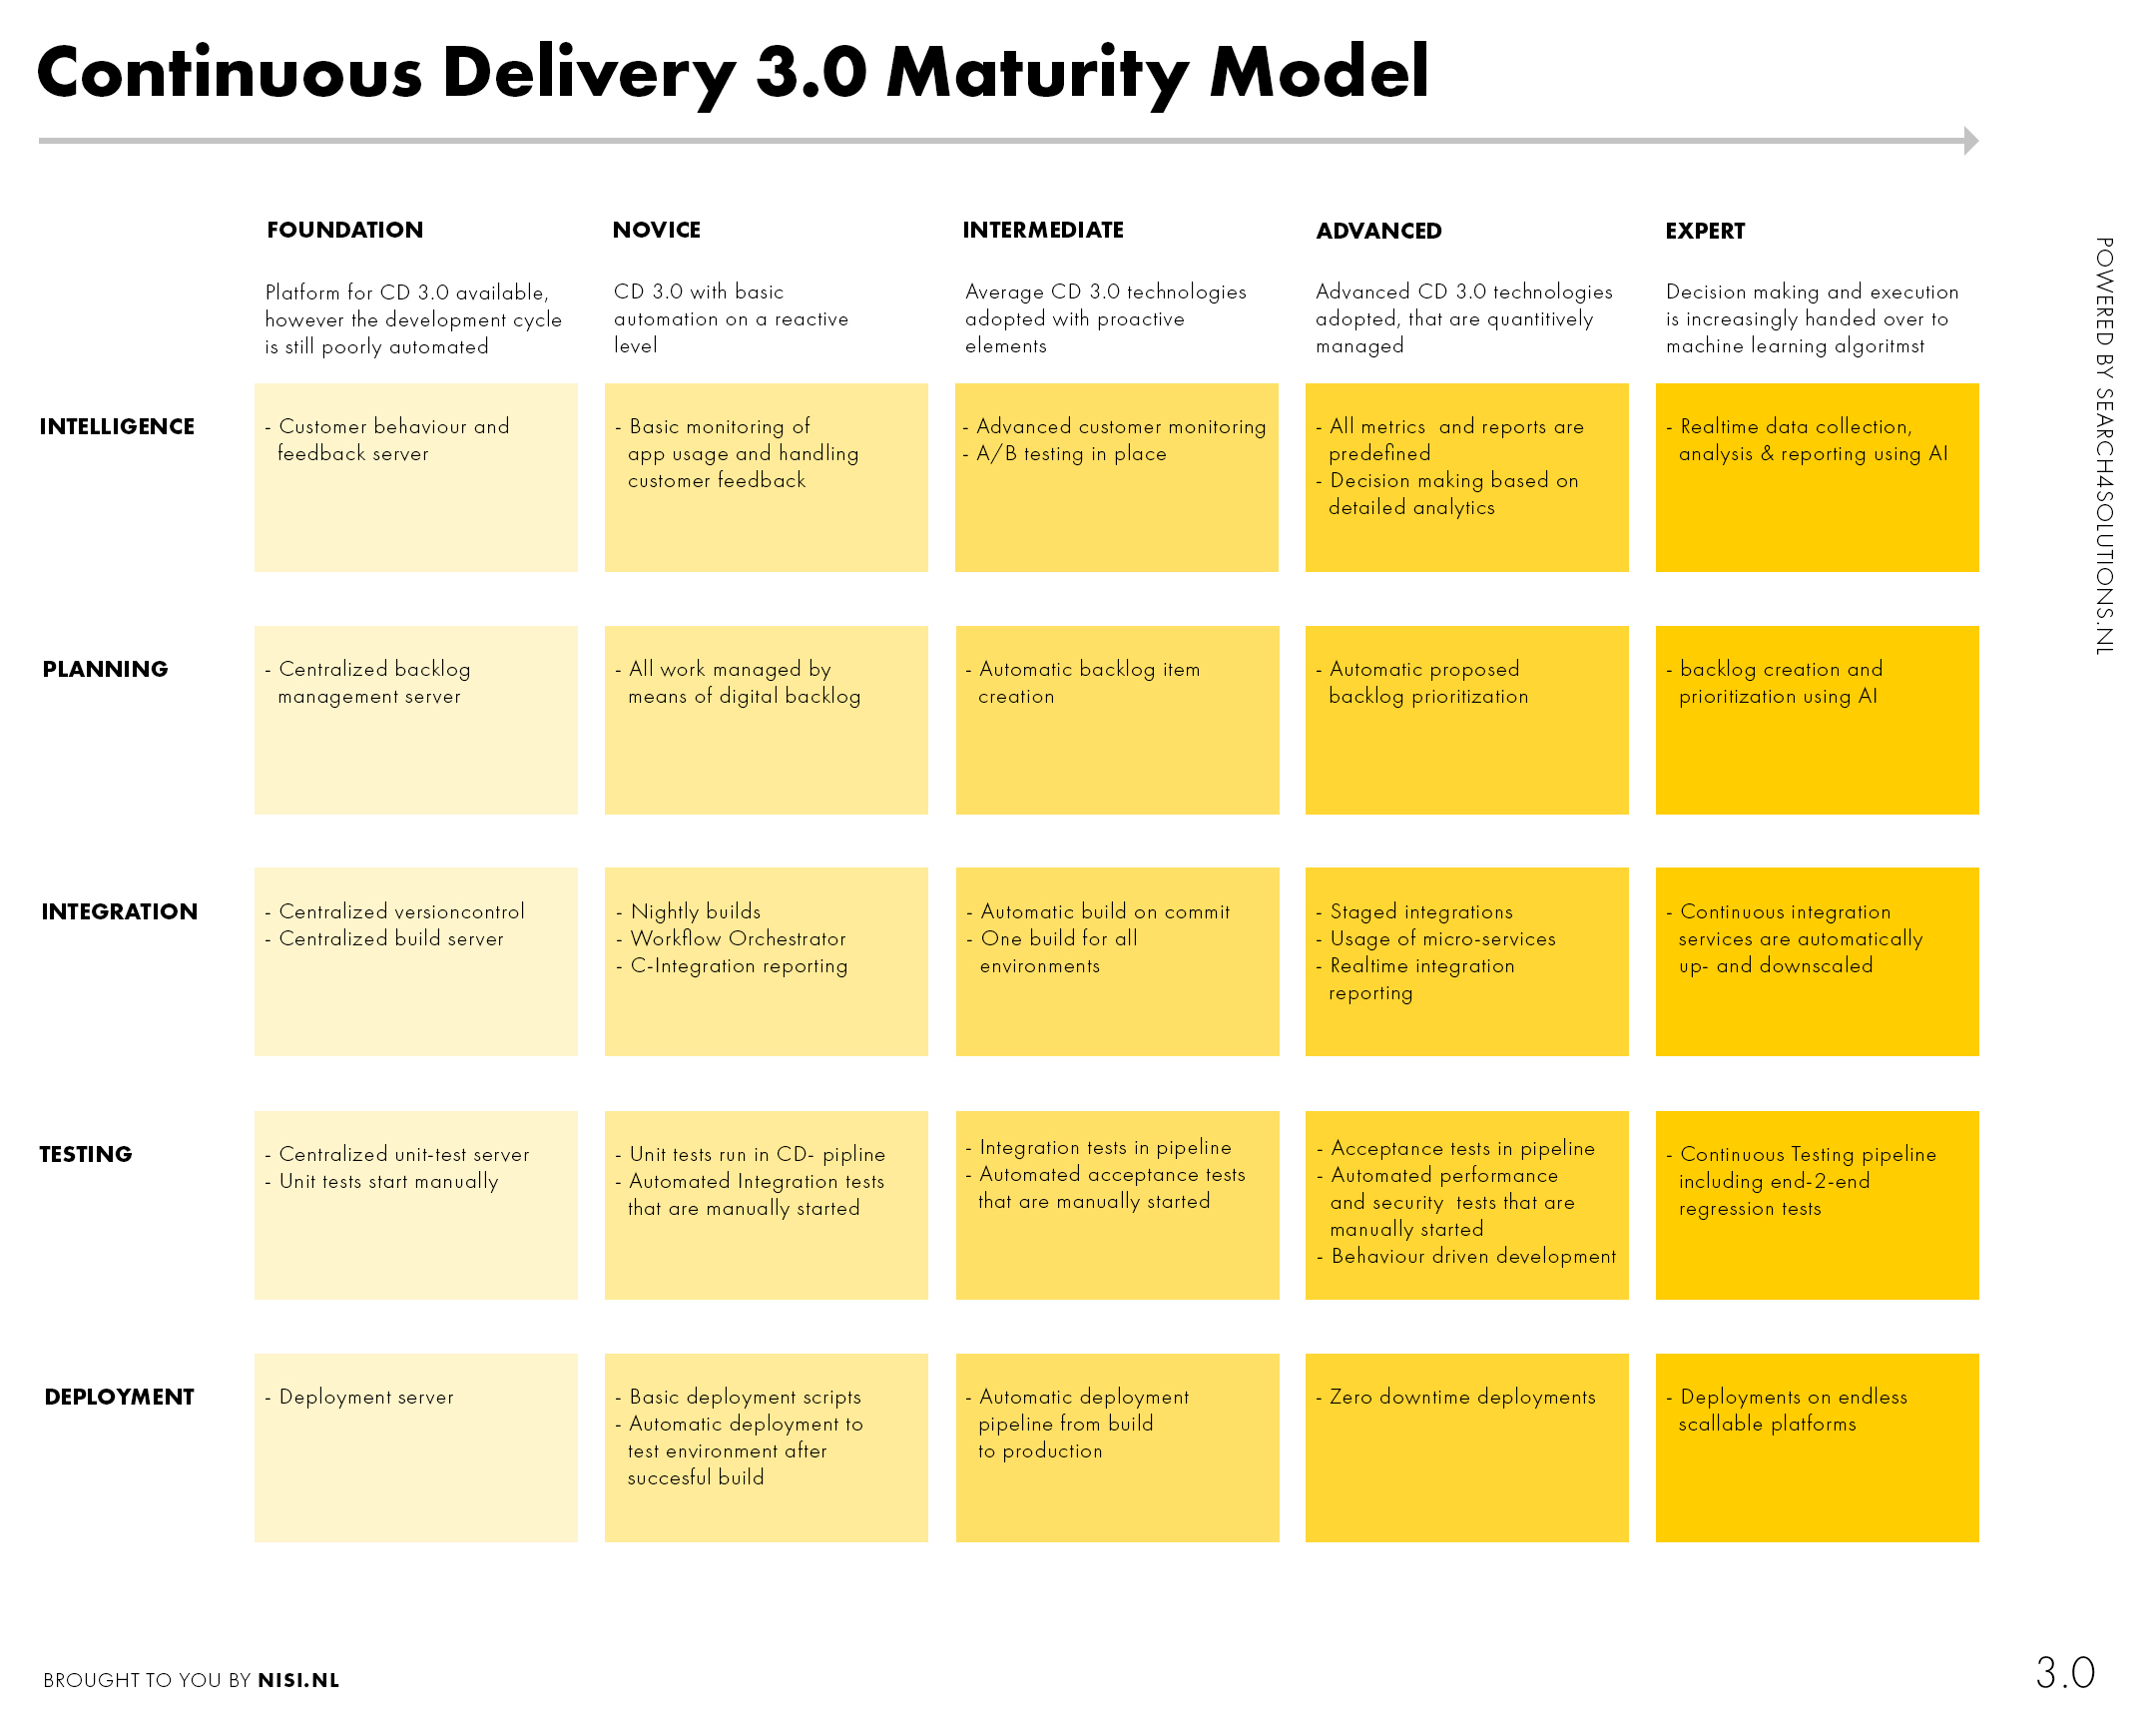 Continuous Delivery 3.0 Maturity Model
FOUNDATION
Platform for CD 3.0 available,
however the development cycle
is still poorly automated
NOVICE
CD 3.0 with basic
automation on a reactive
level
INTERMEDIATE
Average CD 3.0 technologies
adopted with proactive
elements
ADVANCED
Advanced CD 3.0 technologies
adopted, that are quantitively
managed
EXPERT
Decision making and execution
is increasingly handed over to
machine learning algoritmst
INTELLIGENCE
- Customer behaviour and
feedback server
- Basic monitoring of
app usage and handling
customer feedback
- Advanced customer monitoring
- A/B testing in place
- All metrics  and reports are
predefined
- Decision making based on
detailed analytics
- Realtime data collection,
analysis & reporting using AI
PLANNING
- Centralized backlog
management server
- All work managed by
means of digital backlog
- Automatic backlog item
creation
- Automatic proposed
backlog prioritization
- backlog creation and
prioritization using AI
INTEGRATION
- Centralized versioncontrol
- Centralized build server
- Nightly builds
- Workflow Orchestrator
- C-Integration reporting
- Automatic build on commit
- One build for all
environments
- Staged integrations
- Usage of micro-services
- Realtime integration
reporting
- Continuous integration
services are automatically
up- and downscaled
TESTING
- Centralized unit-test server
- Unit tests start manually
- Unit tests run in CD- pipline
- Automated Integration tests
that are manually started
- Integration tests in pipeline
- Automated acceptance tests
that are manually started
- Acceptance tests in pipeline
- Automated performance
and security  tests that are
manually started
- Behaviour driven development
- Continuous Testing pipeline
including end-2-end
regression tests
DEPLOYMENT
- Deployment server
- Basic deployment scripts
- Automatic deployment to
test environment after
succesful build
- Automatic deployment
pipeline from build
to production
- Zero downtime deployments
- Deployments on endless
scallable platforms
POWERED BY SEARCH4SOLUTIONS.NL
BROUGHT TO YOU BY NISI.NL
3.0